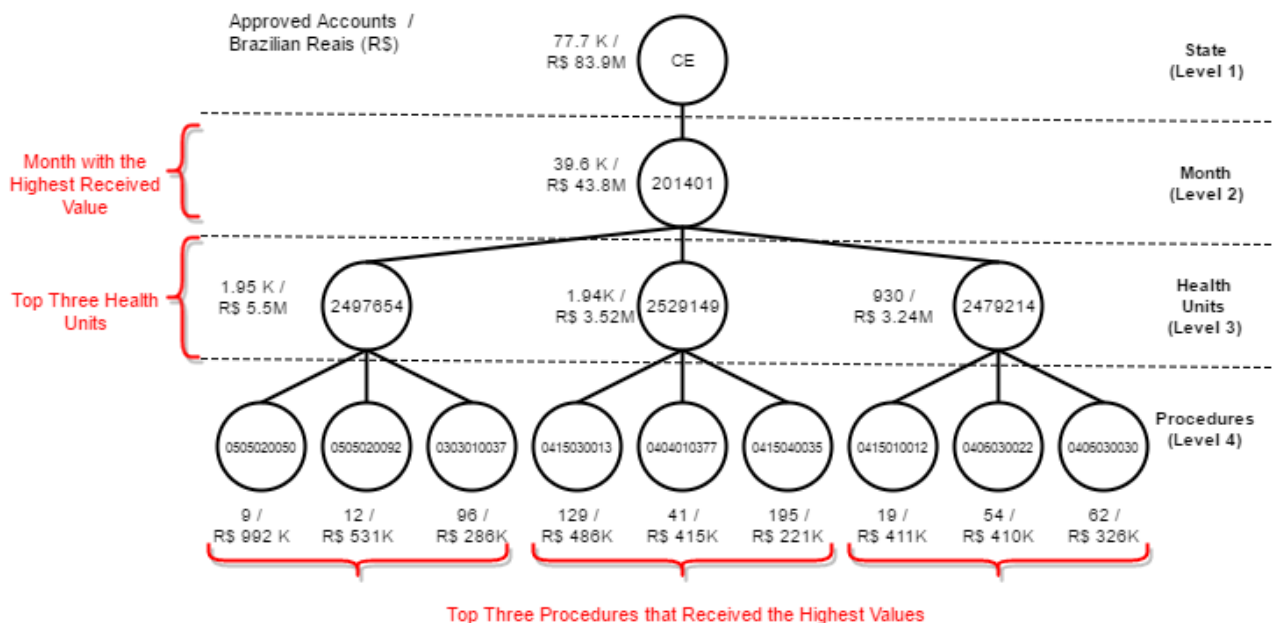 Approved Accounts /
Brazilian Reais (R$)
77.7 K /
R$ 83.9M
CE
State
(Level 1)
Month with the
Highest Received
Value
39.6 K /
R$ 43.8M
201401
Month
(Level 2)
Top Three Health
Units
1.95 K /
R$ 5.5M
2497654
1.94K /
R$ 3.52M
2529149
930 /
R$ 3.24M
2479214
Health
Units
(Level 3)
0505020050
0505020092
0303010037
0415030013
0404010377
0415040035
0415010012
0406030022
0406030030
Procedures
(Level 4)
9 /
R$ 992 K
12 /
R$ 531K
96 /
R$ 286K
129 /
R$ 486K
41 /
R$ 415K
195 /
R$ 221K
19 /
R$ 411K
54 /
R$ 410K
62 /
R$ 326K
Top Three Procedures that Received the Highest Values